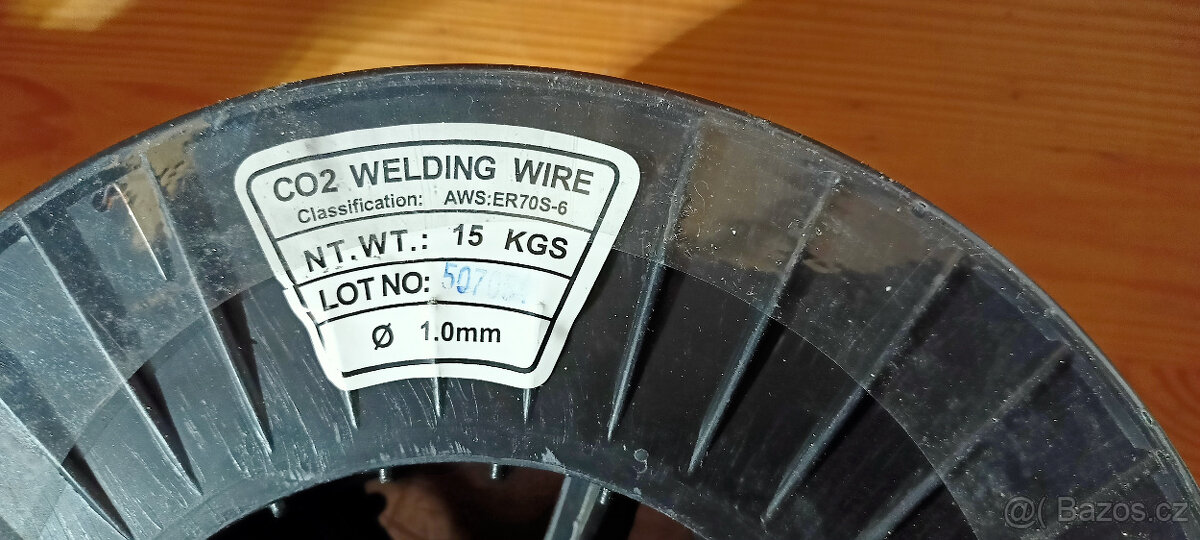 CO2 WELDING WIRE
Classification: AWS:ER70S-6
NT.WT.: 15 KGS
LOT NO:
Ø 1.0mm
@( Bazos.cz